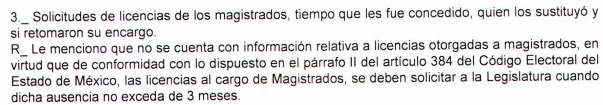 3._ Solicitudes de licencias de los magistrados, tiempo que les fue concedido, quien los sustituyó y
si retomaron su encargo.
R_ Le menciono que no se cuenta con información relativa a licencias otorgadas a magistrados, en
virtud que de conformidad con lo dispuesto en el párrafo II del artículo 384 del Código Electoral del
Estado de México, las licencias al cargo de Magistrados, se deben solicitar a la Legislatura cuando
dicha ausencia no exceda de 3 meses.